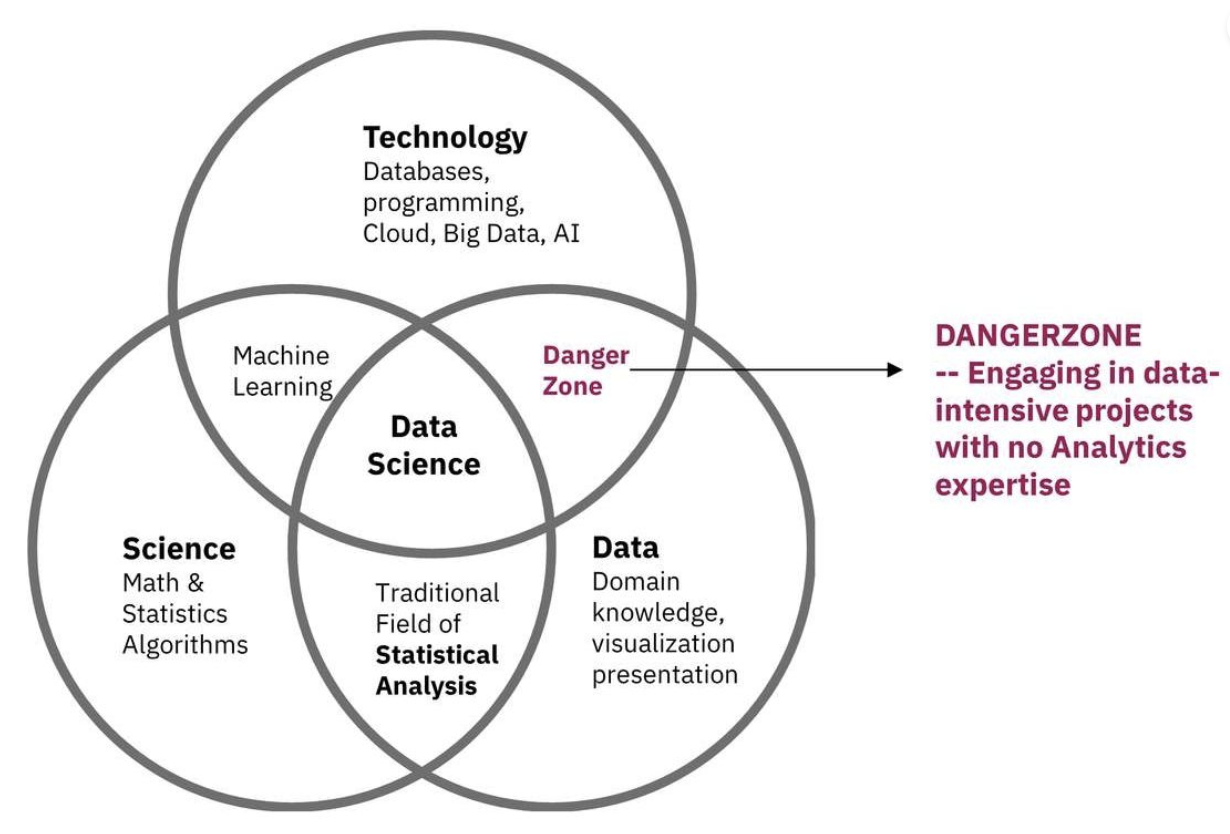 Technology
Databases,
programming,
Cloud, Big Data, AI
Machine
Learning
Danger
Zone
Data
Science
DANGERZONE
-- Engaging in data-
intensive projects
with no Analytics
expertise
Science
Math &
Statistics
Algorithms
Traditional
Field of
Statistical
Analysis
Data
Domain
knowledge,
visualization
presentation